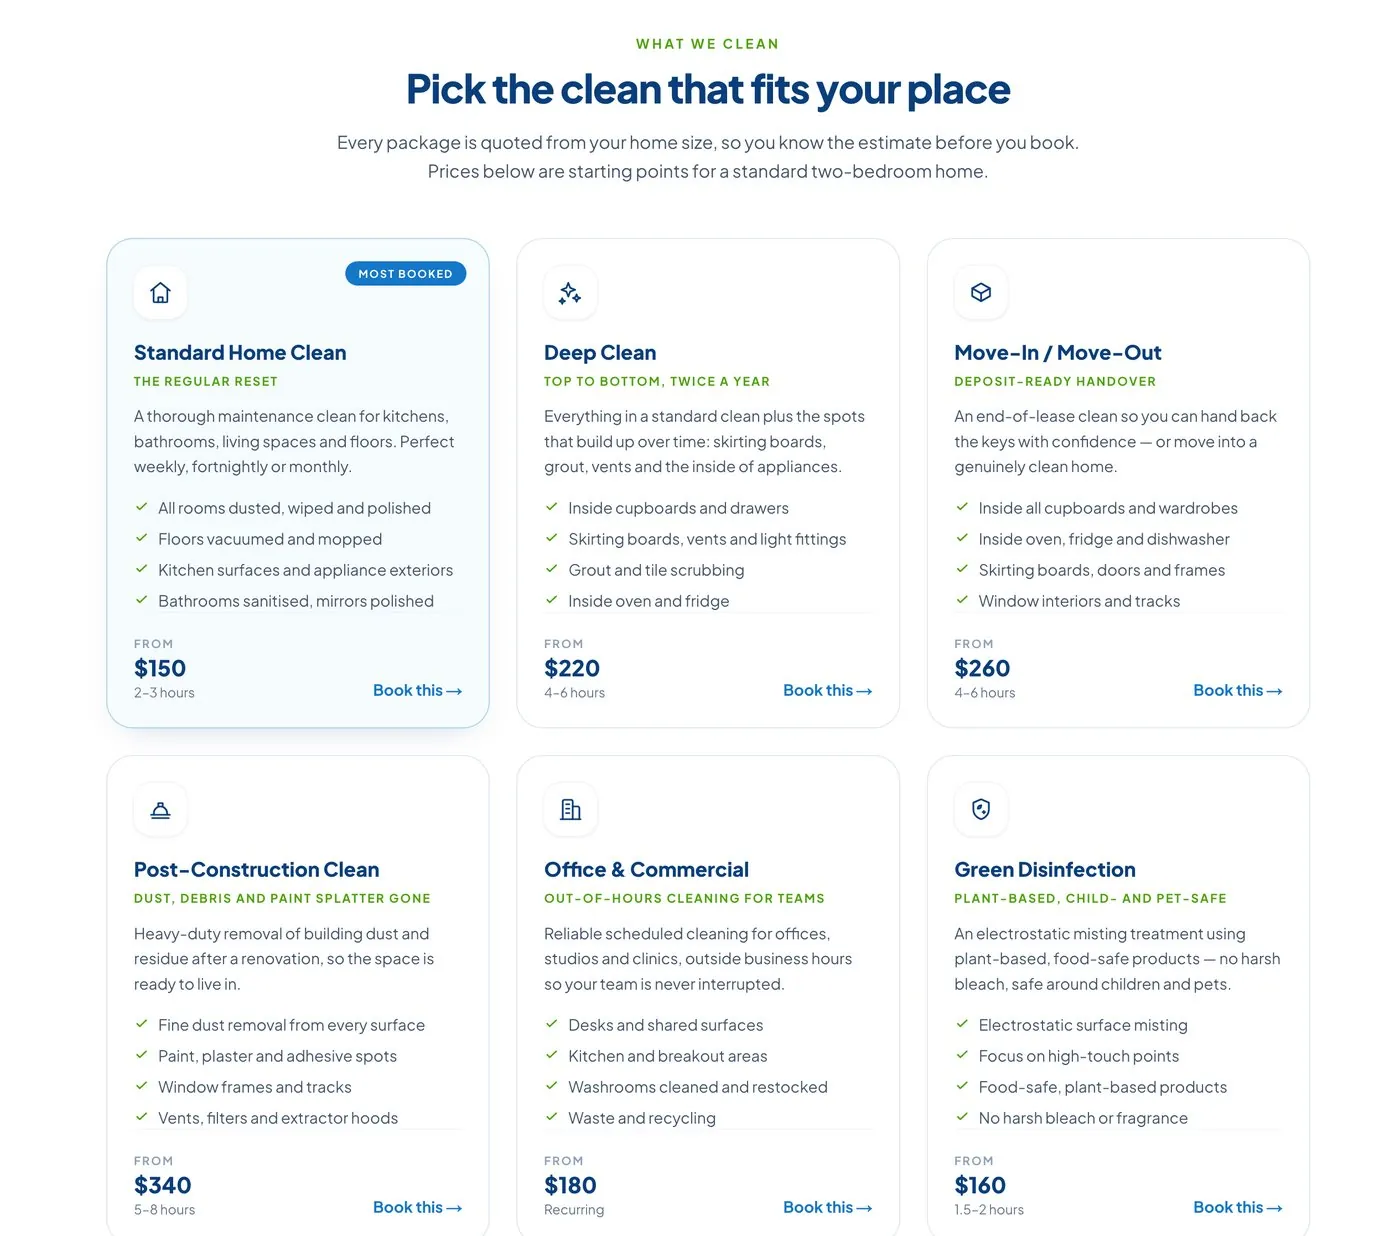 WHAT WE CLEAN
Pick the clean that fits your place
Every package is quoted from your home size, so you know the estimate before you book.
Prices below are starting points for a standard two-bedroom home.
MOST BOOKED
Standard Home Clean
THE REGULAR RESET
A thorough maintenance clean for kitchens,
bathrooms, living spaces and floors. Perfect
weekly, fortnightly or monthly.
All rooms dusted, wiped and polished
Floors vacuumed and mopped
Kitchen surfaces and appliance exteriors
Bathrooms sanitised, mirrors polished
FROM
$150
2–3 hours
Book this →
Deep Clean
TOP TO BOTTOM, TWICE A YEAR
Everything in a standard clean plus the spots
that build up over time: skirting boards,
grout, vents and the inside of appliances.
Inside cupboards and drawers
Skirting boards, vents and light fittings
Grout and tile scrubbing
Inside oven and fridge
FROM
$220
4–6 hours
Book this →
Move-In / Move-Out
DEPOSIT-READY HANDOVER
An end-of-lease clean so you can hand back
the keys with confidence — or move into a
genuinely clean home.
Inside all cupboards and wardrobes
Inside oven, fridge and dishwasher
Skirting boards, doors and frames
Window interiors and tracks
FROM
$260
4–6 hours
Book this →
Post-Construction Clean
DUST, DEBRIS AND PAINT SPLATTER GONE
Heavy-duty removal of building dust and
residue after a renovation, so the space is
ready to live in.
Fine dust removal from every surface
Paint, plaster and adhesive spots
Window frames and tracks
Vents, filters and extractor hoods
FROM
$340
5–8 hours
Book this →
Office & Commercial
OUT-OF-HOURS CLEANING FOR TEAMS
Reliable scheduled cleaning for offices,
studios and clinics, outside business hours
so your team is never interrupted.
Desks and shared surfaces
Kitchen and breakout areas
Washrooms cleaned and restocked
Waste and recycling
FROM
$180
Recurring
Book this →
Green Disinfection
PLANT-BASED, CHILD- AND PET-SAFE
An electrostatic misting treatment using
plant-based, food-safe products — no harsh
bleach, safe around children and pets.
Electrostatic surface misting
Focus on high-touch points
Food-safe, plant-based products
No harsh bleach or fragrance
FROM
$160
1.5–2 hours
Book this →